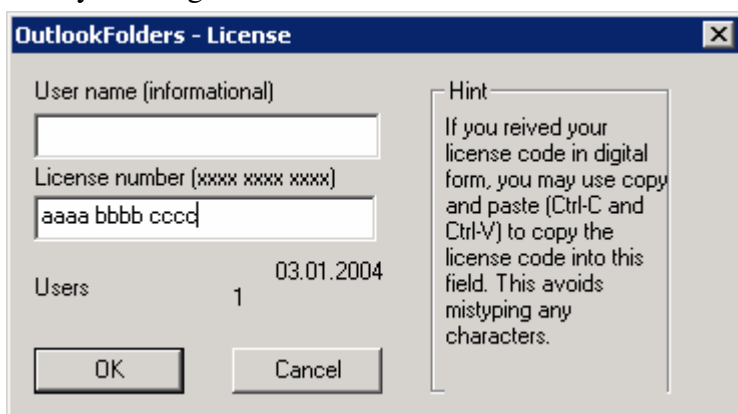 OutlookFolders - License
User name (informational)
License number (xxxx xxxx xxxx)
aaaa bbbb cccc
Users
1
03.01.2004
OK
Cancel
Hint
If you reived your
license code in digital
form, you may use copy
and paste (Ctrl-C and
Ctrl-V) to copy the
license code into this
field. This avoids
mistyping any
characters.